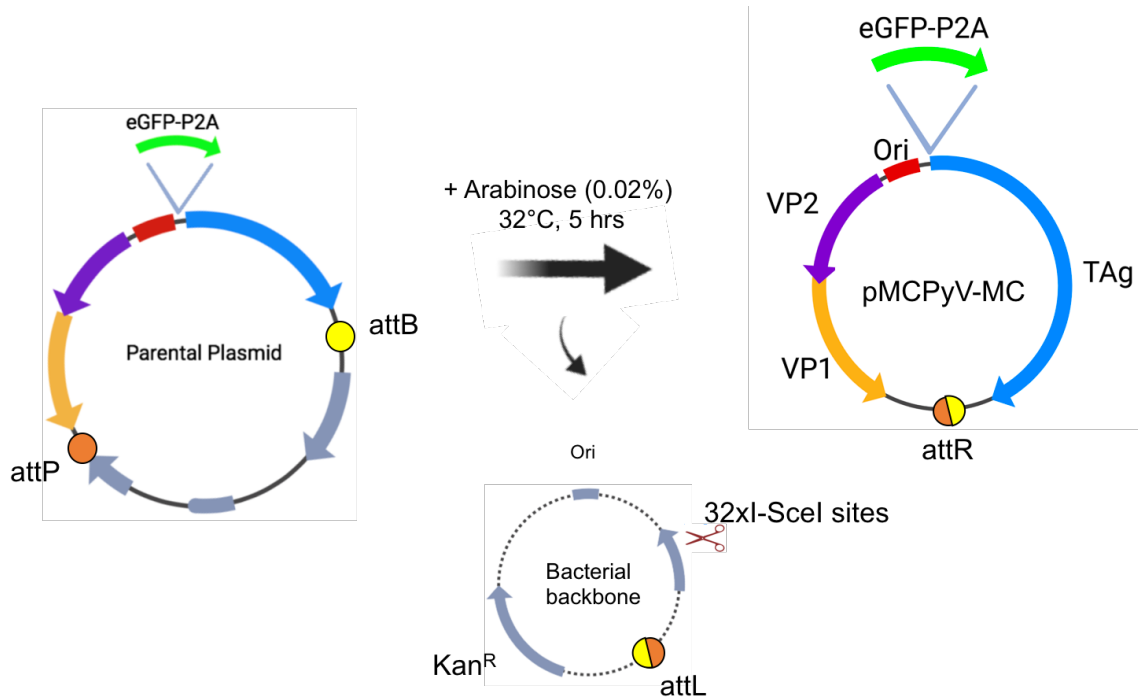 eGFP-P2A
attB
Parental Plasmid
attP
+ Arabinose (0.02%)
32°C, 5 hrs
eGFP-P2A
Ori
VP2
TAg
pMCPyV-MC
VP1
attR
Ori
32xI-SceI sites
Bacterial
backbone
KanR
attL